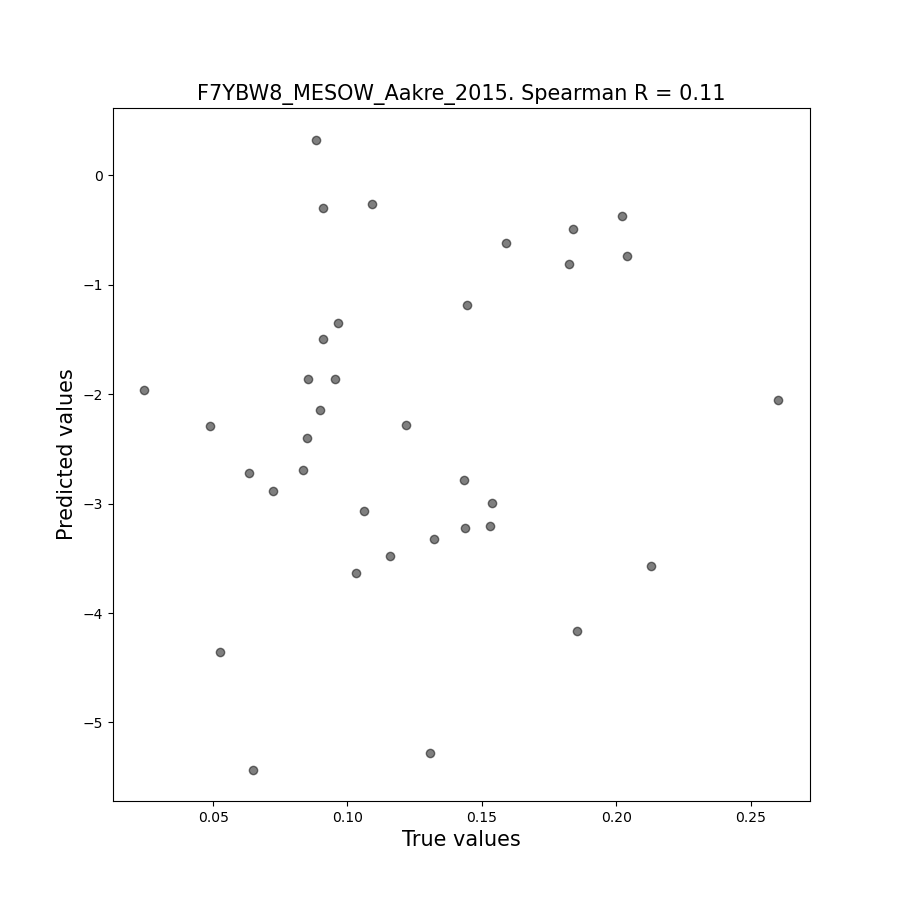 F7YBW8_MESOW_Aakre_2015. Spearman R = 0.11
0
−1
−2
−3
−4
−5
Predicted values
0.05 0.10 0.15 0.20 0.25
True values